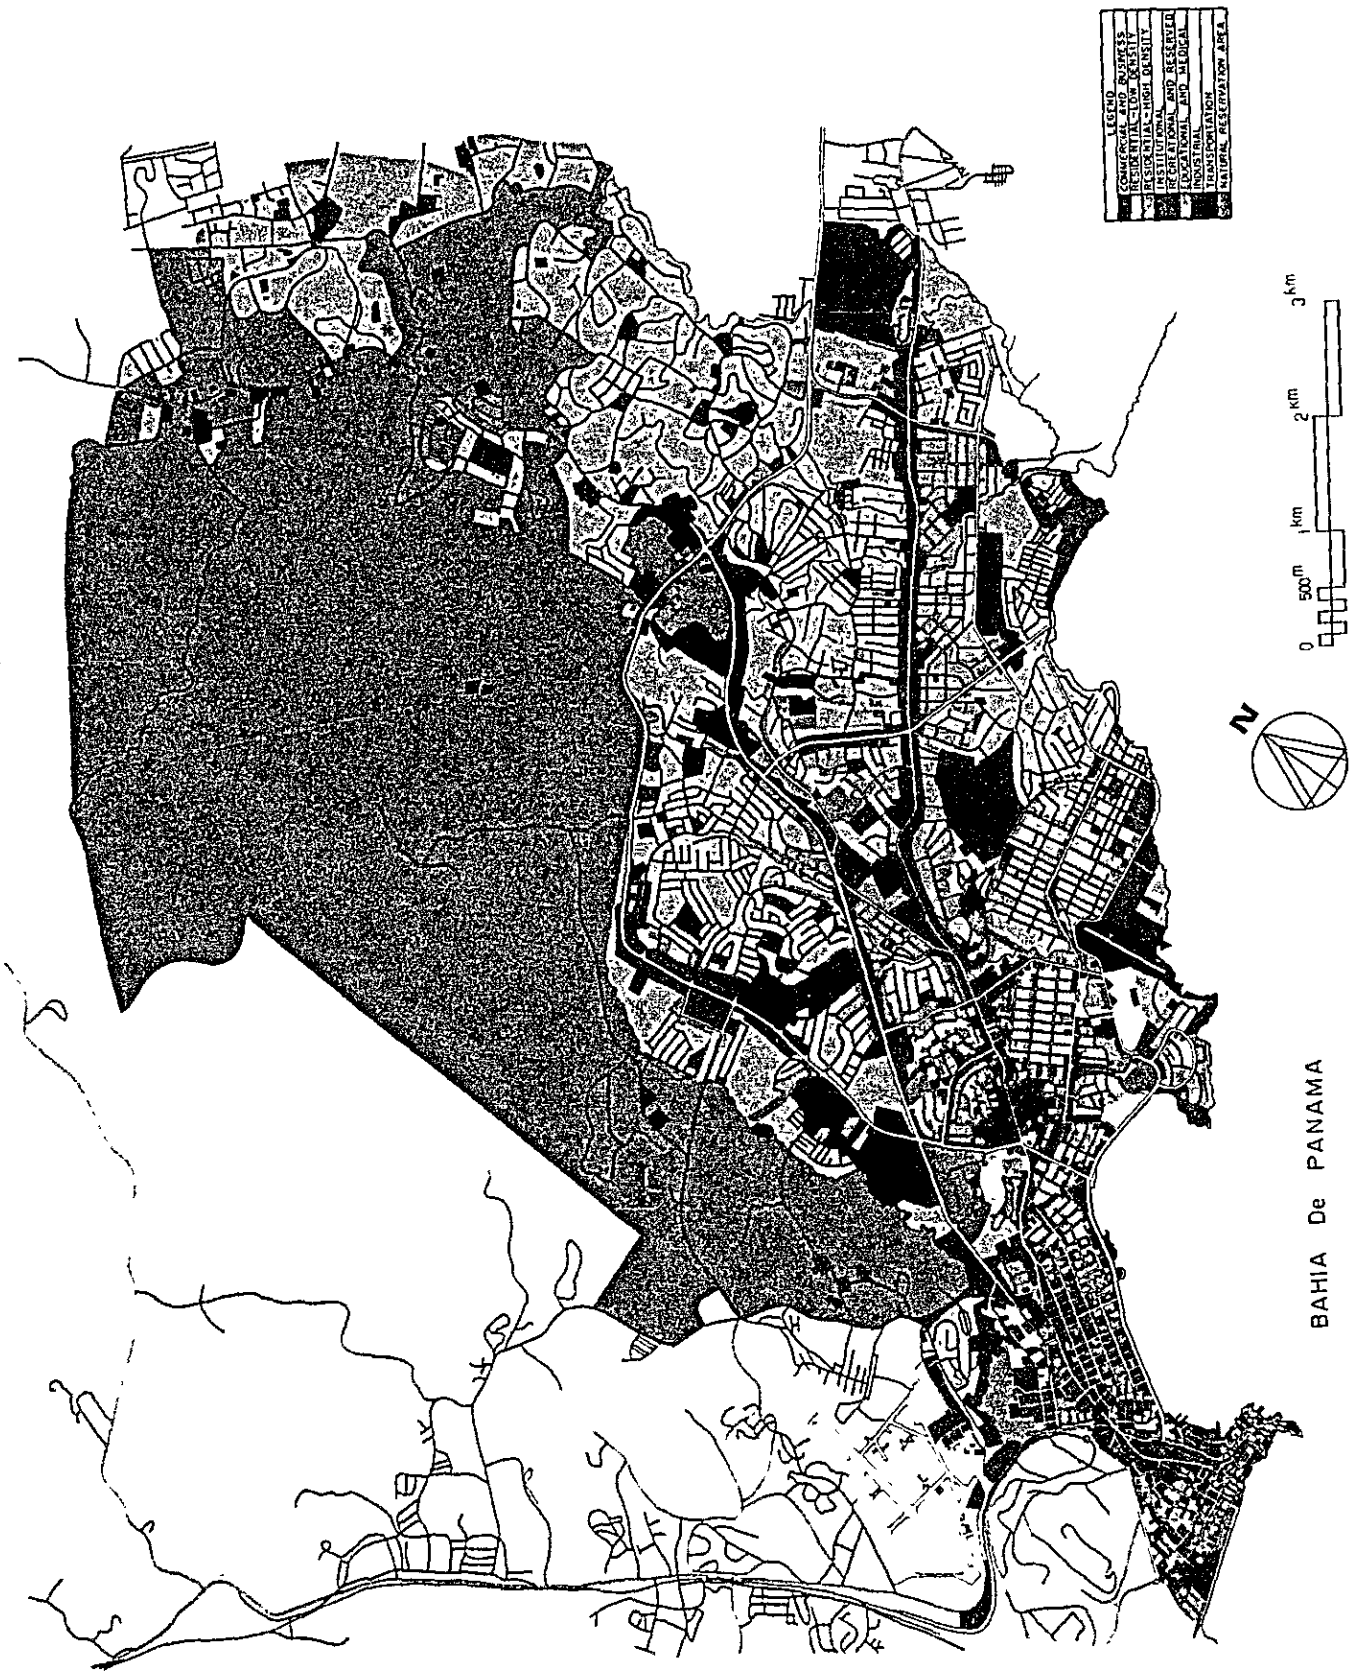 LEGEND
COMMERCIAL AND BUSINESS
RESIDENTIAL-LOW DENSITY
RESIDENTIAL-HIGH DENSITY
INSTITUTIONAL
RECREATIONAL AND RESERVED
EDUCATIONAL AND MEDICAL
INDUSTRIAL
TRANSPORTATION
NATURAL RESERVATION AREA
0 500m 1km 2km 3km
N
BAHIA De PANAMA